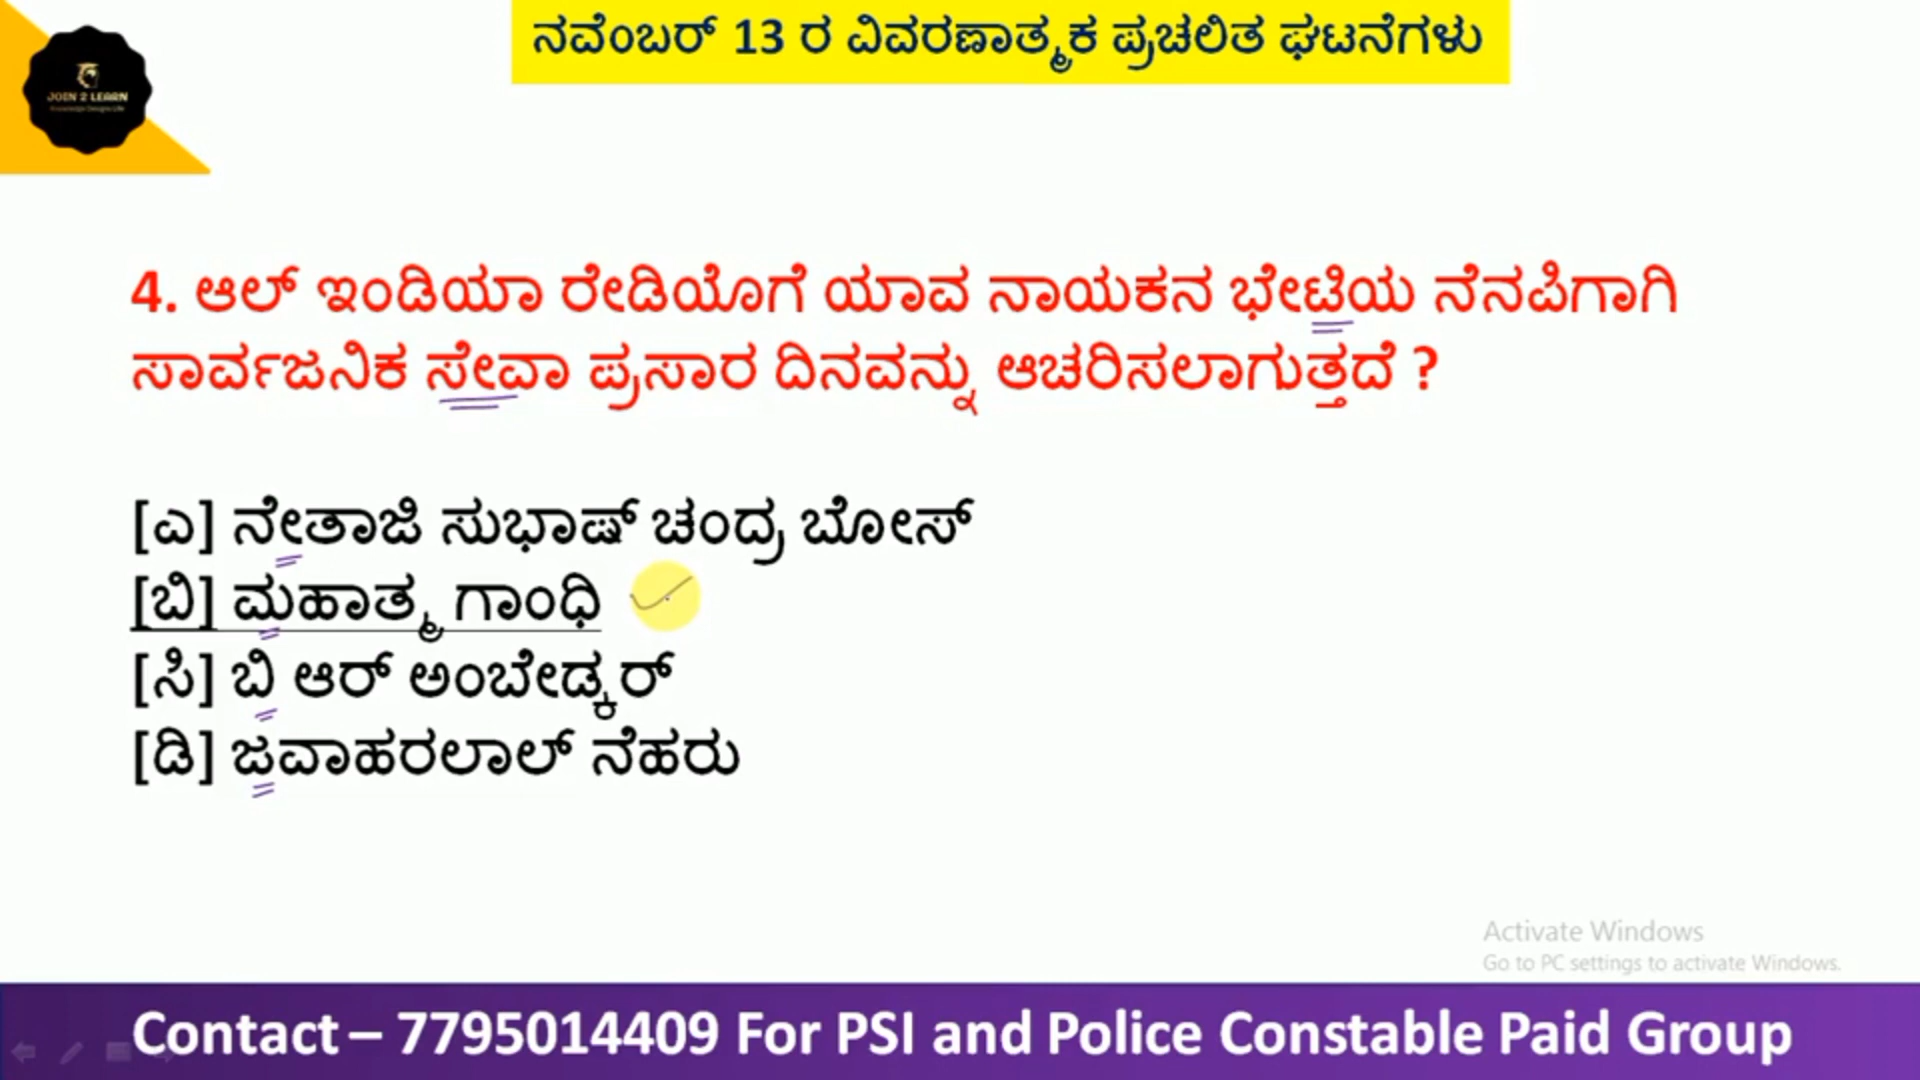 ನವೆಂಬರ್ 13 ರ ವಿವರಣಾತ್ಮಕ ಪ್ರಚಲಿತ ಘಟನೆಗಳು
JOIN 2 LEARN
4. ಆಲ್ ಇಂಡಿಯಾ ರೇಡಿಯೊಗೆ ಯಾವ ನಾಯಕನ ಭೇಟಿಯ ನೆನಪಿಗಾಗಿ
ಸಾರ್ವಜನಿಕ ಸೇವಾ ಪ್ರಸಾರ ದಿನವನ್ನು ಆಚರಿಸಲಾಗುತ್ತದೆ ?
[ಎ] ನೇತಾಜಿ ಸುಭಾಷ್ ಚಂದ್ರ ಬೋಸ್
[ಬಿ] ಮಹಾತ್ಮ ಗಾಂಧಿ
[ಸಿ] ಬಿ ಆರ್ ಅಂಬೇಡ್ಕರ್
[ಡಿ] ಜವಾಹರಲಾಲ್ ನೆಹರು
Activate Windows
Go to PC settings to activate Windows.
Contact – 7795014409 For PSI and Police Constable Paid Group